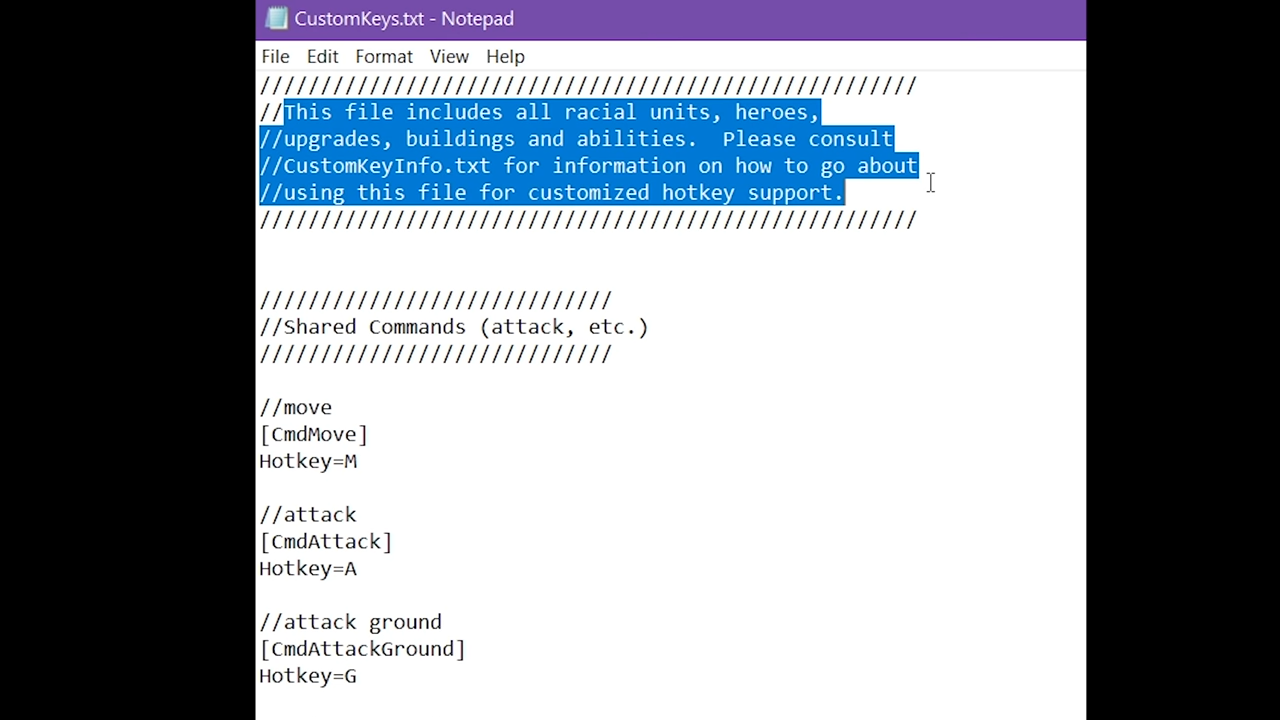 CustomKeys.txt - Notepad
File Edit Format View Help
//////////////////////////////////////////////////////
//This file includes all racial units, heroes,
//upgrades, buildings and abilities.  Please consult
//CustomKeyInfo.txt for information on how to go about
//using this file for customized hotkey support.
//////////////////////////////////////////////////////
/////////////////////////////
//Shared Commands (attack, etc.)
/////////////////////////////
//move
[CmdMove]
Hotkey=M
//attack
[CmdAttack]
Hotkey=A
//attack ground
[CmdAttackGround]
Hotkey=G